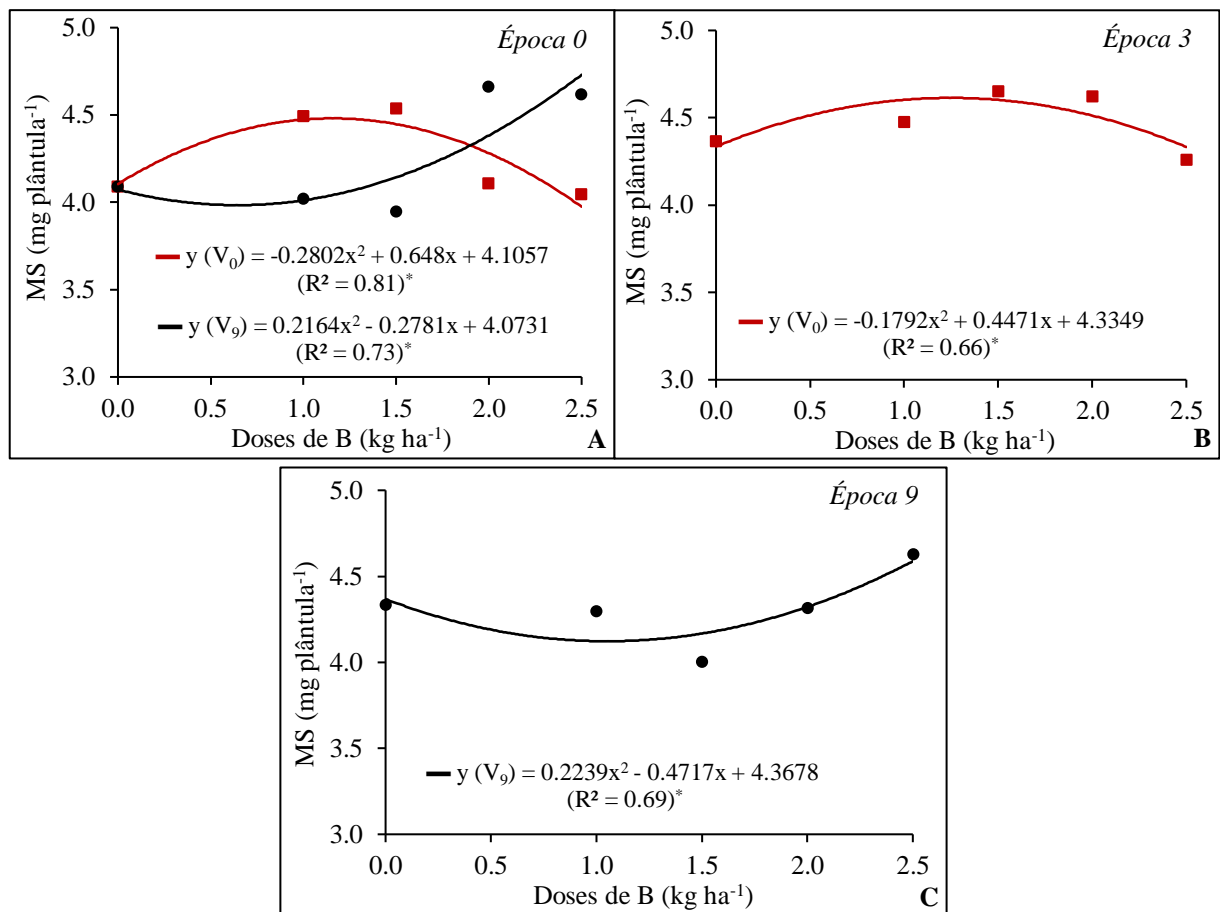 Época 0
5.0
4.5
4.0
3.5
3.0
MS (mg plântula⁻¹)
y (V₀) = -0.2802x² + 0.648x + 4.1057
(R² = 0.81)*
y (V₉) = 0.2164x² - 0.2781x + 4.0731
(R² = 0.73)*
0.0 0.5 1.0 1.5 2.0 2.5
Doses de B (kg ha⁻¹)
A
Época 3
5.0
4.5
4.0
3.5
3.0
MS (mg plântula⁻¹)
y (V₀) = -0.1792x² + 0.4471x + 4.3349
(R² = 0.66)*
0.0 0.5 1.0 1.5 2.0 2.5
Doses de B (kg ha⁻¹)
B
Época 9
5.0
4.5
4.0
3.5
3.0
MS (mg plântula⁻¹)
y (V₉) = 0.2239x² - 0.4717x + 4.3678
(R² = 0.69)*
0.0 0.5 1.0 1.5 2.0 2.5
Doses de B (kg ha⁻¹)
C